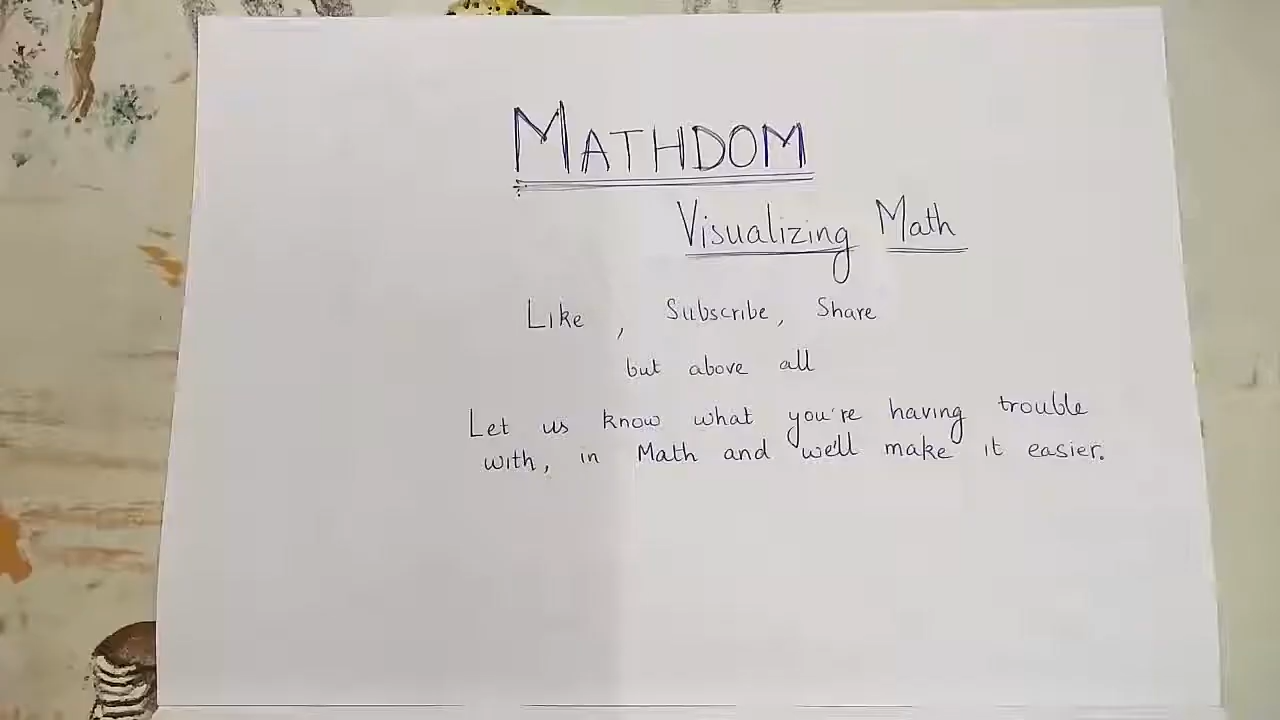 MATHDOM
Visualizing Math
Like , Subscribe, Share
but above all
Let us know what you're having trouble
with, in Math and we'll make it easier.